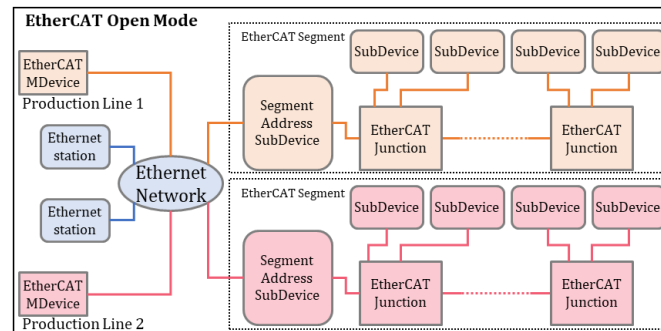 EtherCAT Open Mode
EtherCAT
MDevice
Production Line 1
Ethernet
station
Ethernet
Network
Ethernet
station
EtherCAT
MDevice
Production Line 2
EtherCAT Segment
SubDevice
SubDevice
SubDevice
SubDevice
Segment
Address
SubDevice
EtherCAT
Junction
EtherCAT
Junction
EtherCAT Segment
SubDevice
SubDevice
SubDevice
SubDevice
Segment
Address
SubDevice
EtherCAT
Junction
EtherCAT
Junction